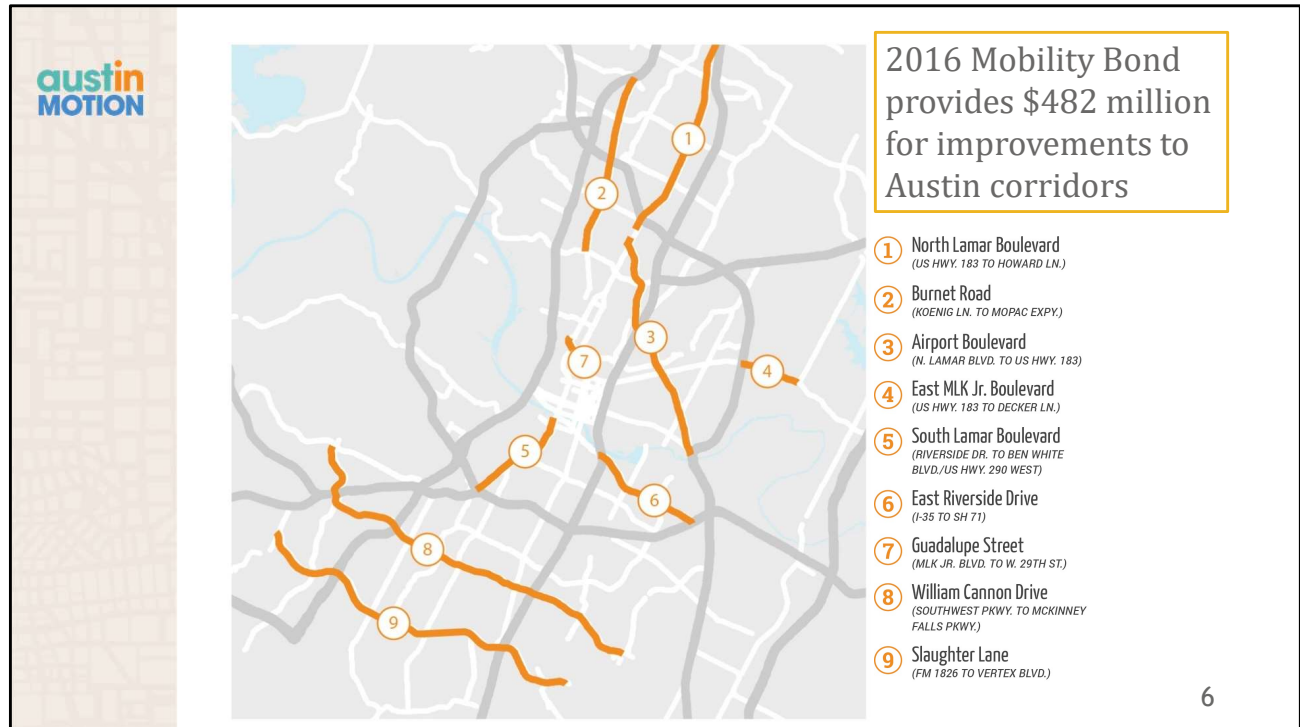 austin
MOTION
2016 Mobility Bond
provides $482 million
for improvements to
Austin corridors
1 North Lamar Boulevard
(US HWY. 183 TO HOWARD LN.)
2 Burnet Road
(KOENIG LN. TO MOPAC EXPY.)
3 Airport Boulevard
(N. LAMAR BLVD. TO US HWY. 183)
4 East MLK Jr. Boulevard
(US HWY. 183 TO DECKER LN.)
5 South Lamar Boulevard
(RIVERSIDE DR. TO BEN WHITE
BLVD./US HWY. 290 WEST)
6 East Riverside Drive
(I-35 TO SH 71)
7 Guadalupe Street
(MLK JR. BLVD. TO W. 29TH ST.)
8 William Cannon Drive
(SOUTHWEST PKWY. TO MCKINNEY
FALLS PKWY.)
9 Slaughter Lane
(FM 1826 TO VERTEX BLVD.)
1
2
3
7
4
5
6
8
9
6